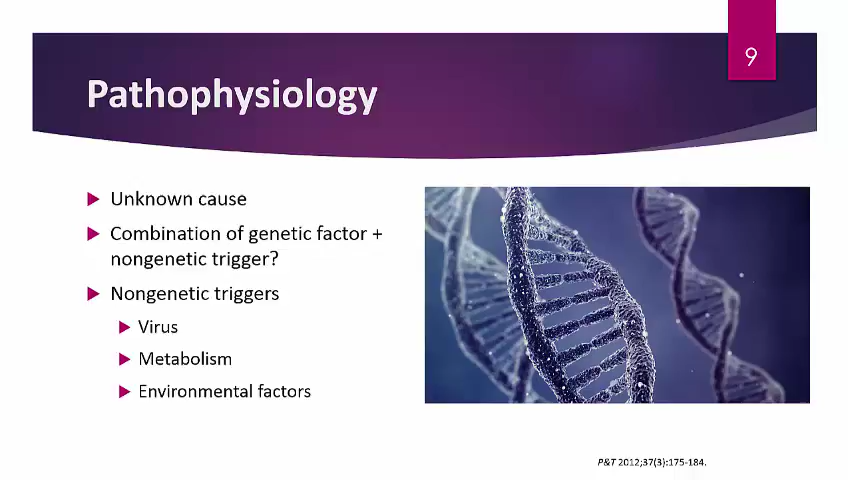 9
Pathophysiology
Unknown cause
Combination of genetic factor +
nongenetic trigger?
Nongenetic triggers
Virus
Metabolism
Environmental factors
P&T 2012;37(3):175-184.